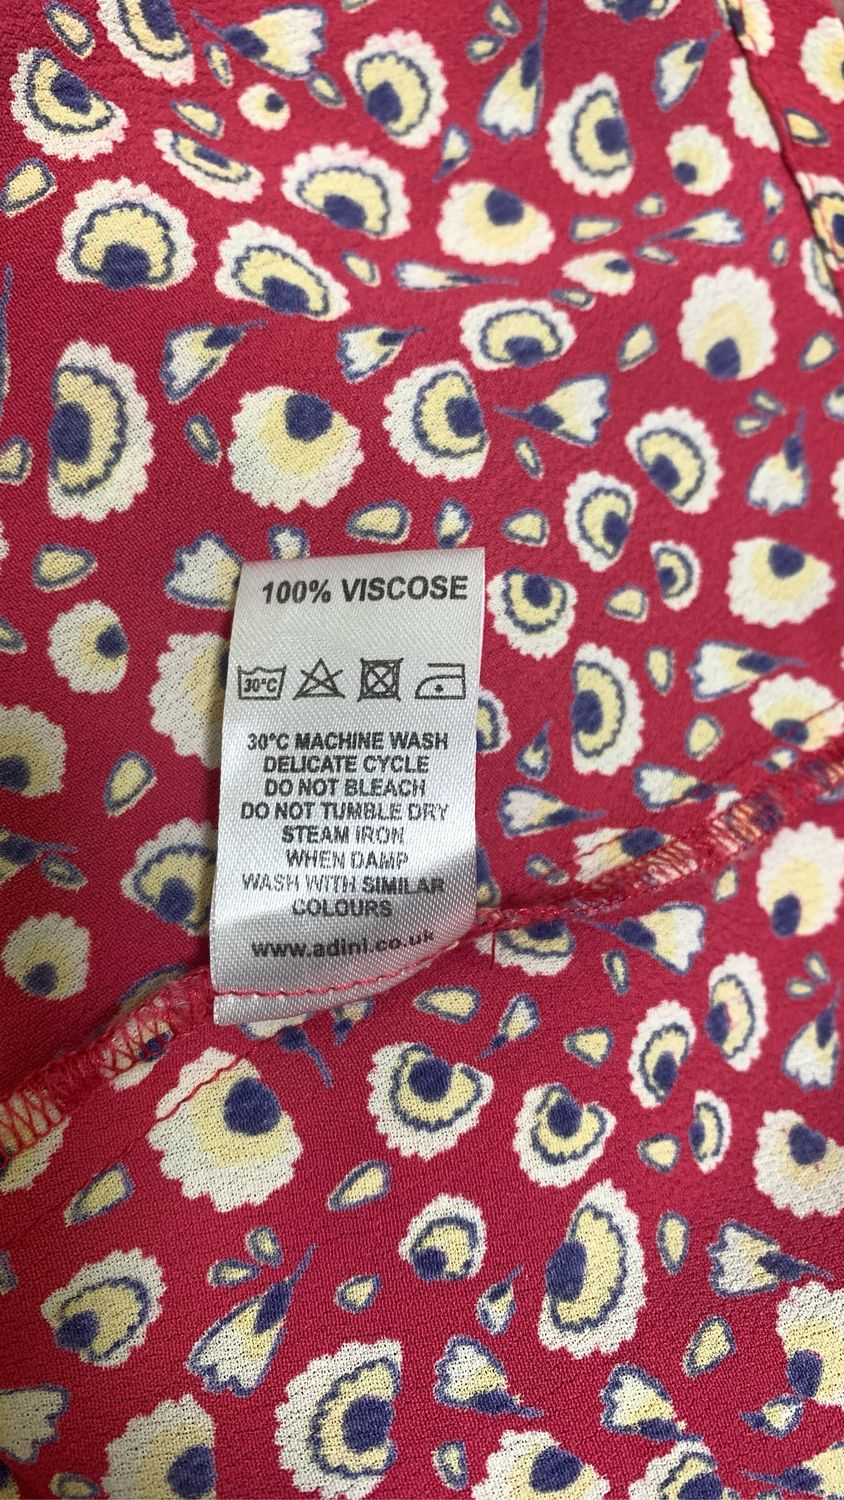 100% VISCOSE
30°C
30°C MACHINE WASH
DELICATE CYCLE
DO NOT BLEACH
DO NOT TUMBLE DRY
STEAM IRON
WHEN DAMP
WASH WITH SIMILAR
COLOURS
www.adini.co.uk